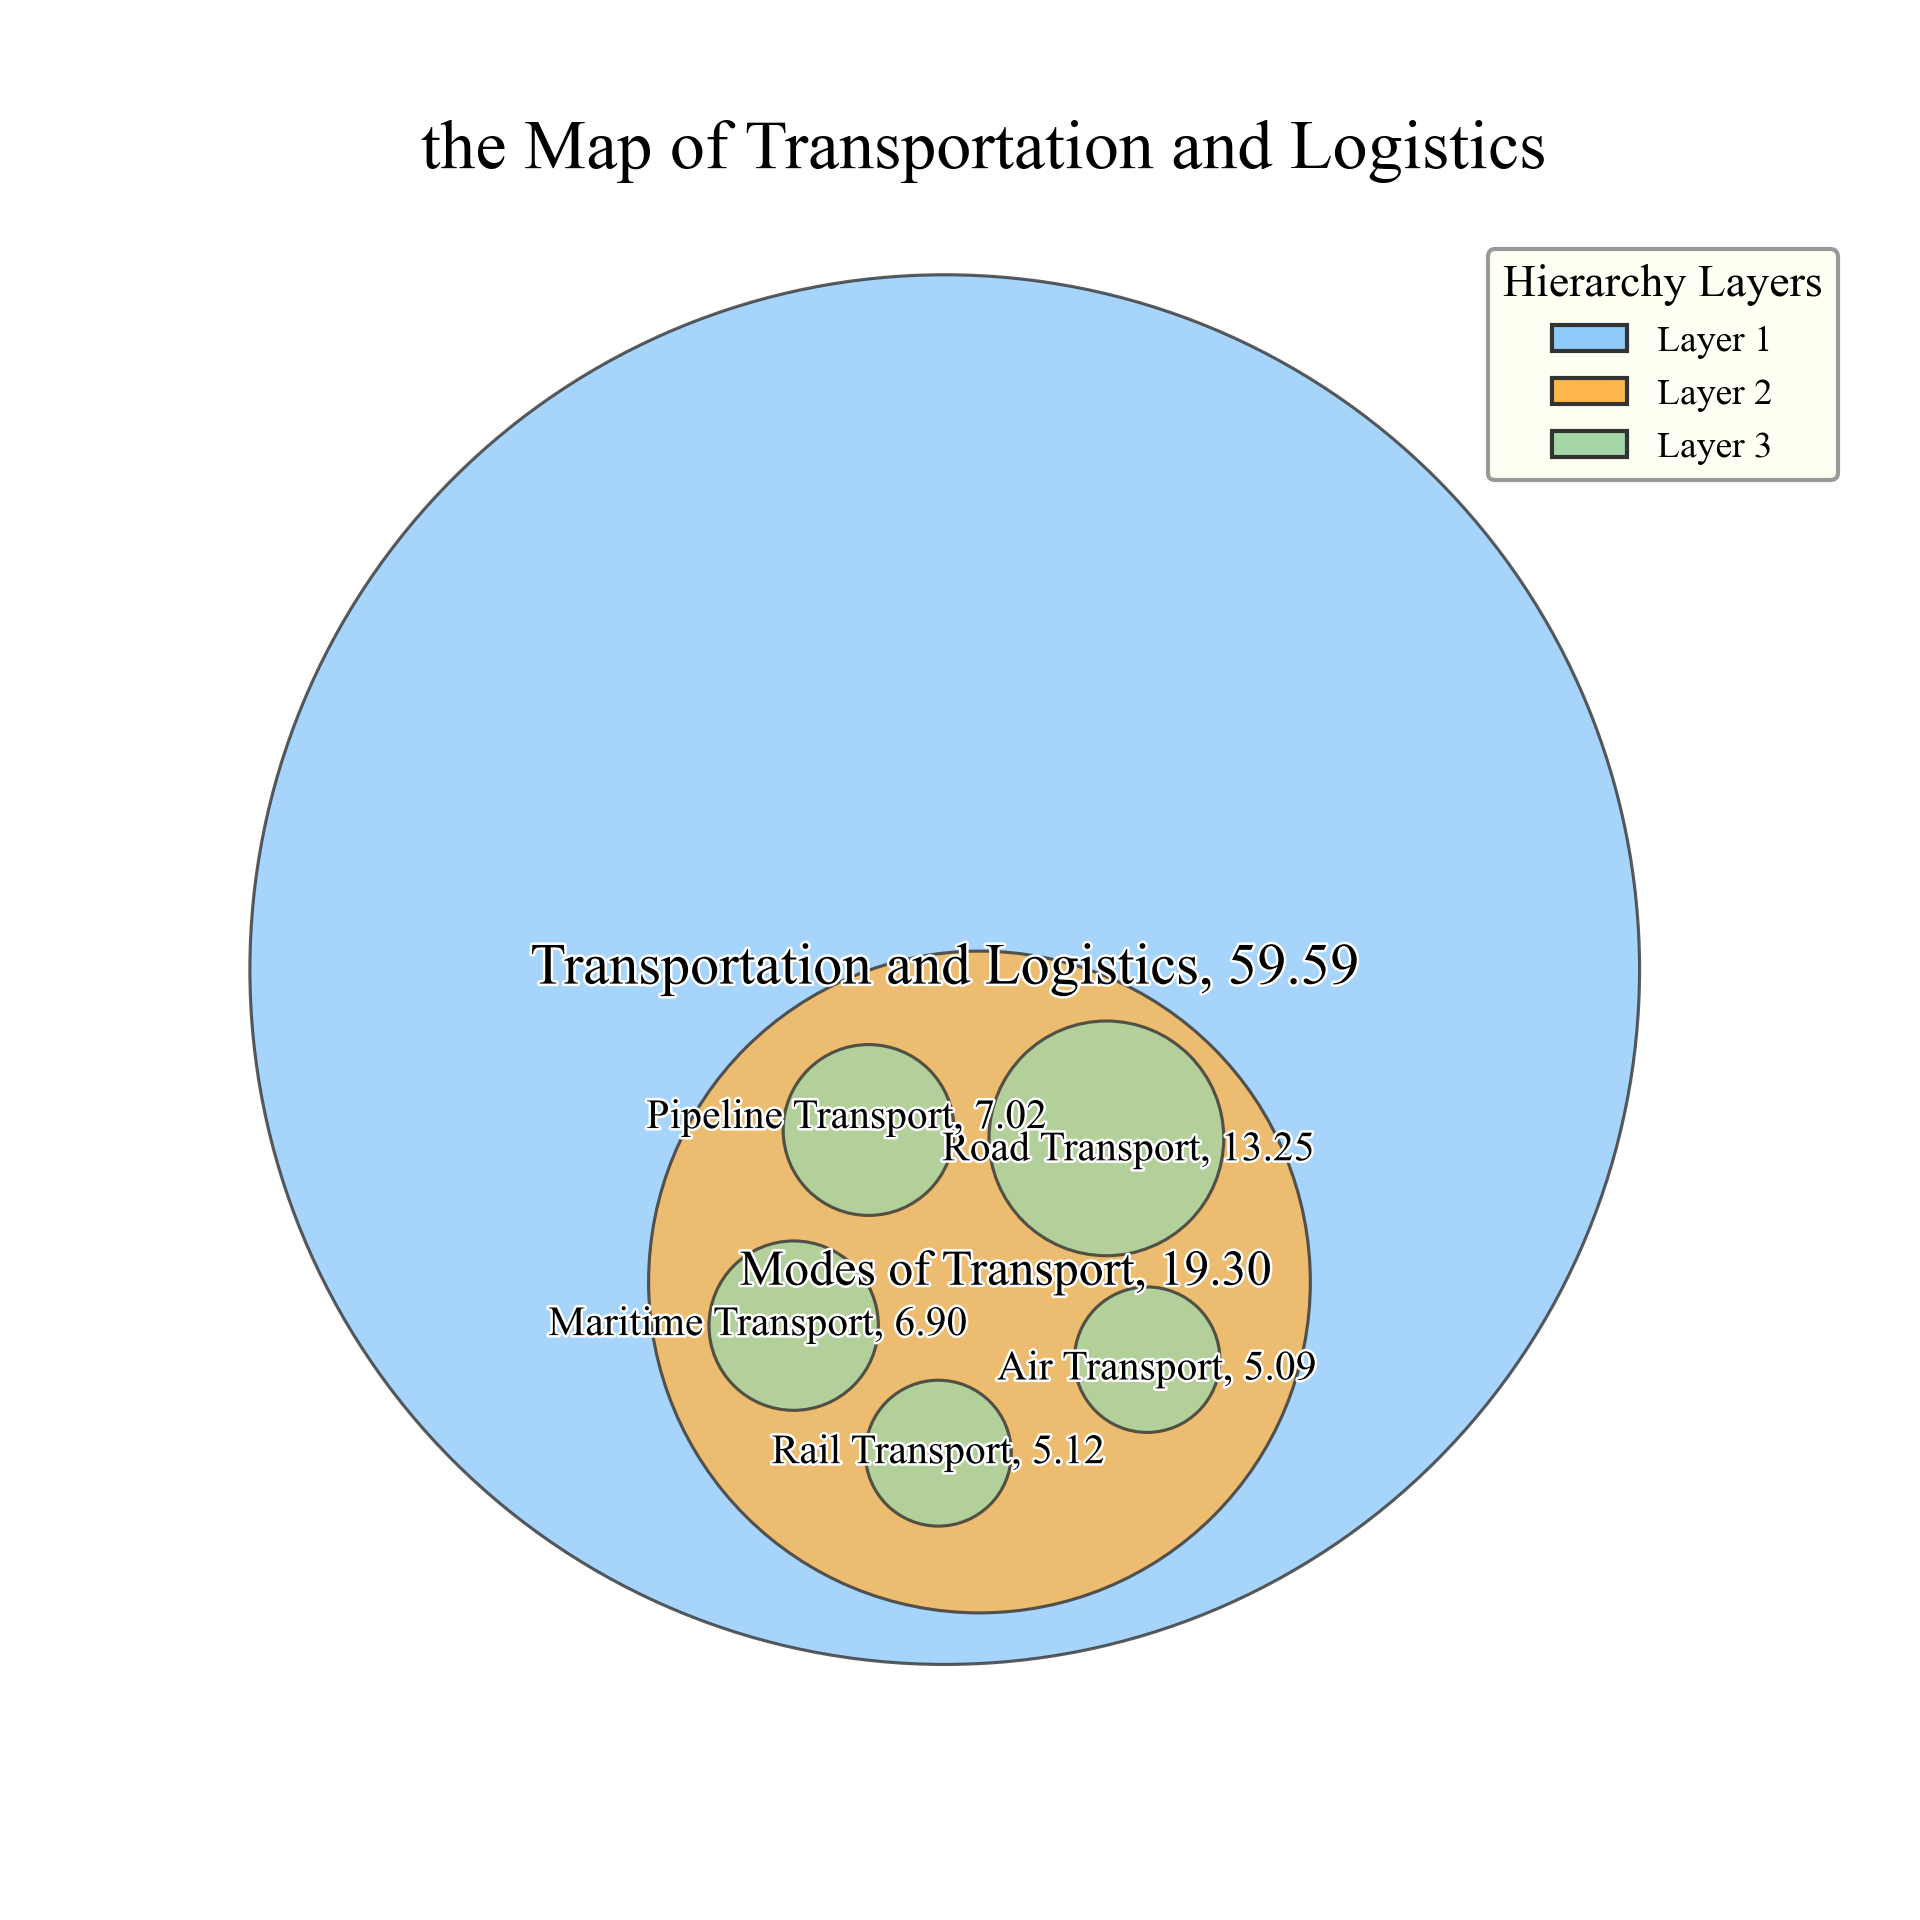 the Map of Transportation and Logistics
Hierarchy Layers
Layer 1
Layer 2
Layer 3
Transportation and Logistics, 59.59
Pipeline Transport, 7.02
Road Transport, 13.25
Modes of Transport, 19.30
Maritime Transport, 6.90
Air Transport, 5.09
Rail Transport, 5.12